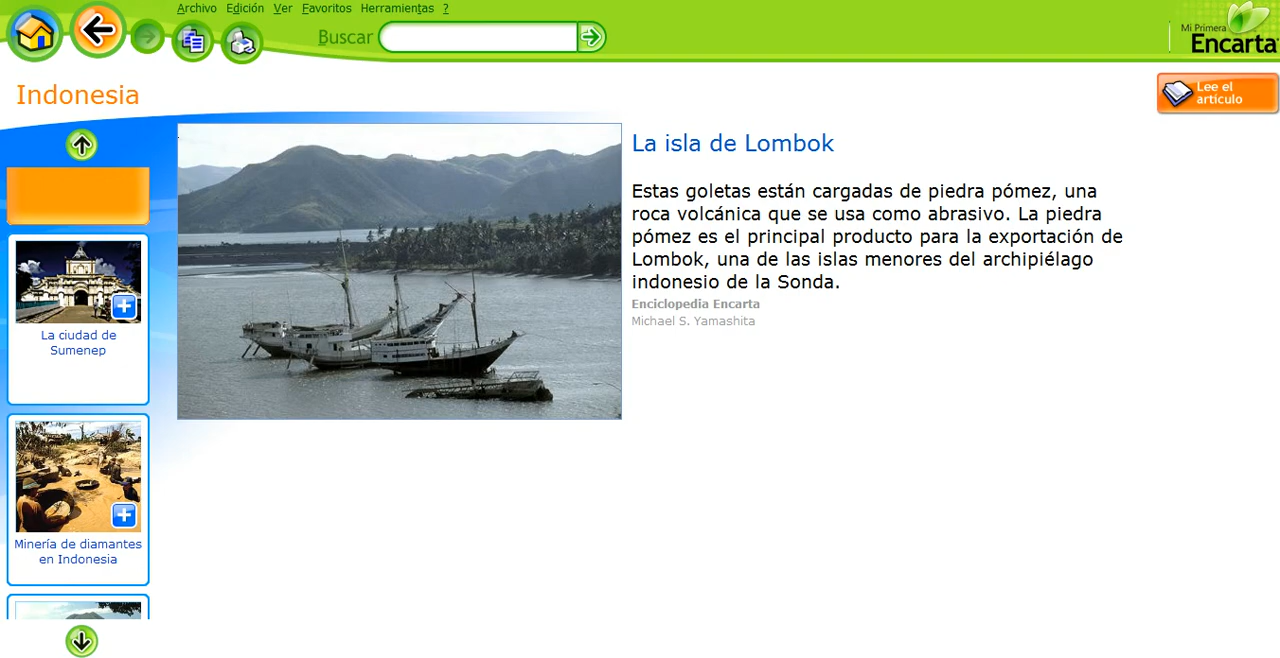 Archivo Edición Ver Favoritos Herramientas ?
Buscar
Mi Primera
Encarta
Indonesia
Lee el
artículo
La isla de Lombok
Estas goletas están cargadas de piedra pómez, una
roca volcánica que se usa como abrasivo. La piedra
pómez es el principal producto para la exportación de
Lombok, una de las islas menores del archipiélago
indonesio de la Sonda.
Enciclopedia Encarta
Michael S. Yamashita
La ciudad de
Sumenep
Minería de diamantes
en Indonesia